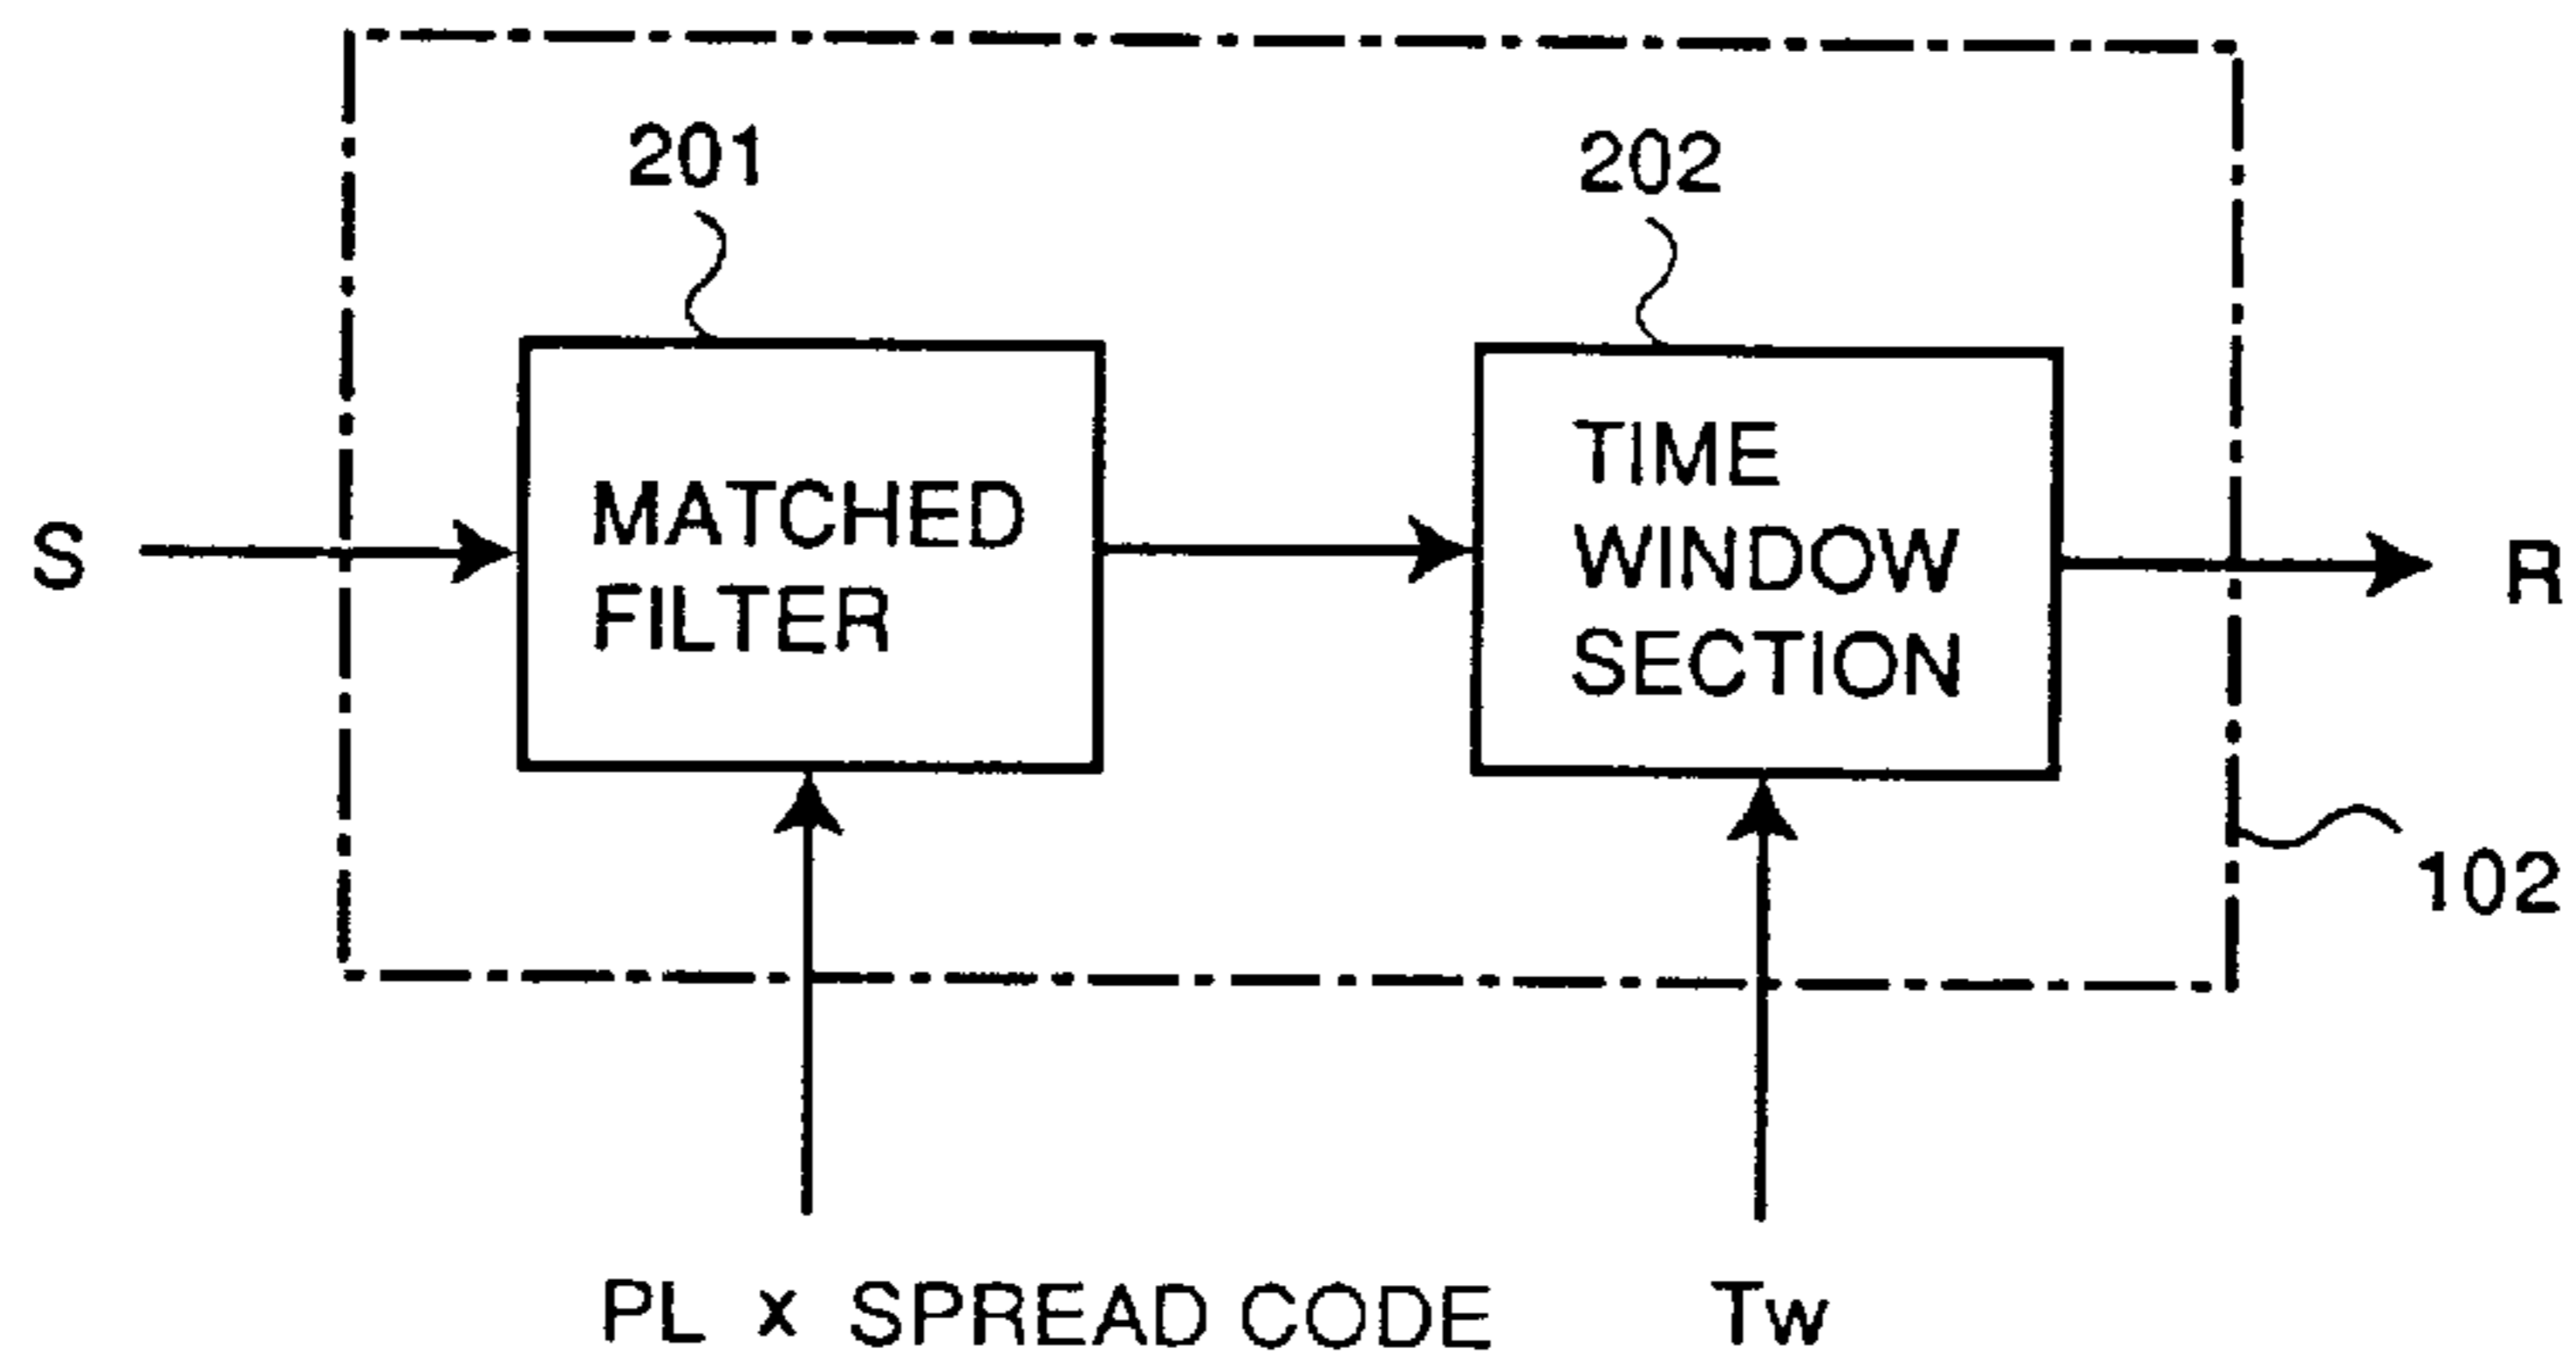 201
202
S
MATCHED
FILTER
TIME
WINDOW
SECTION
R
102
PL x SPREAD CODE
Tw